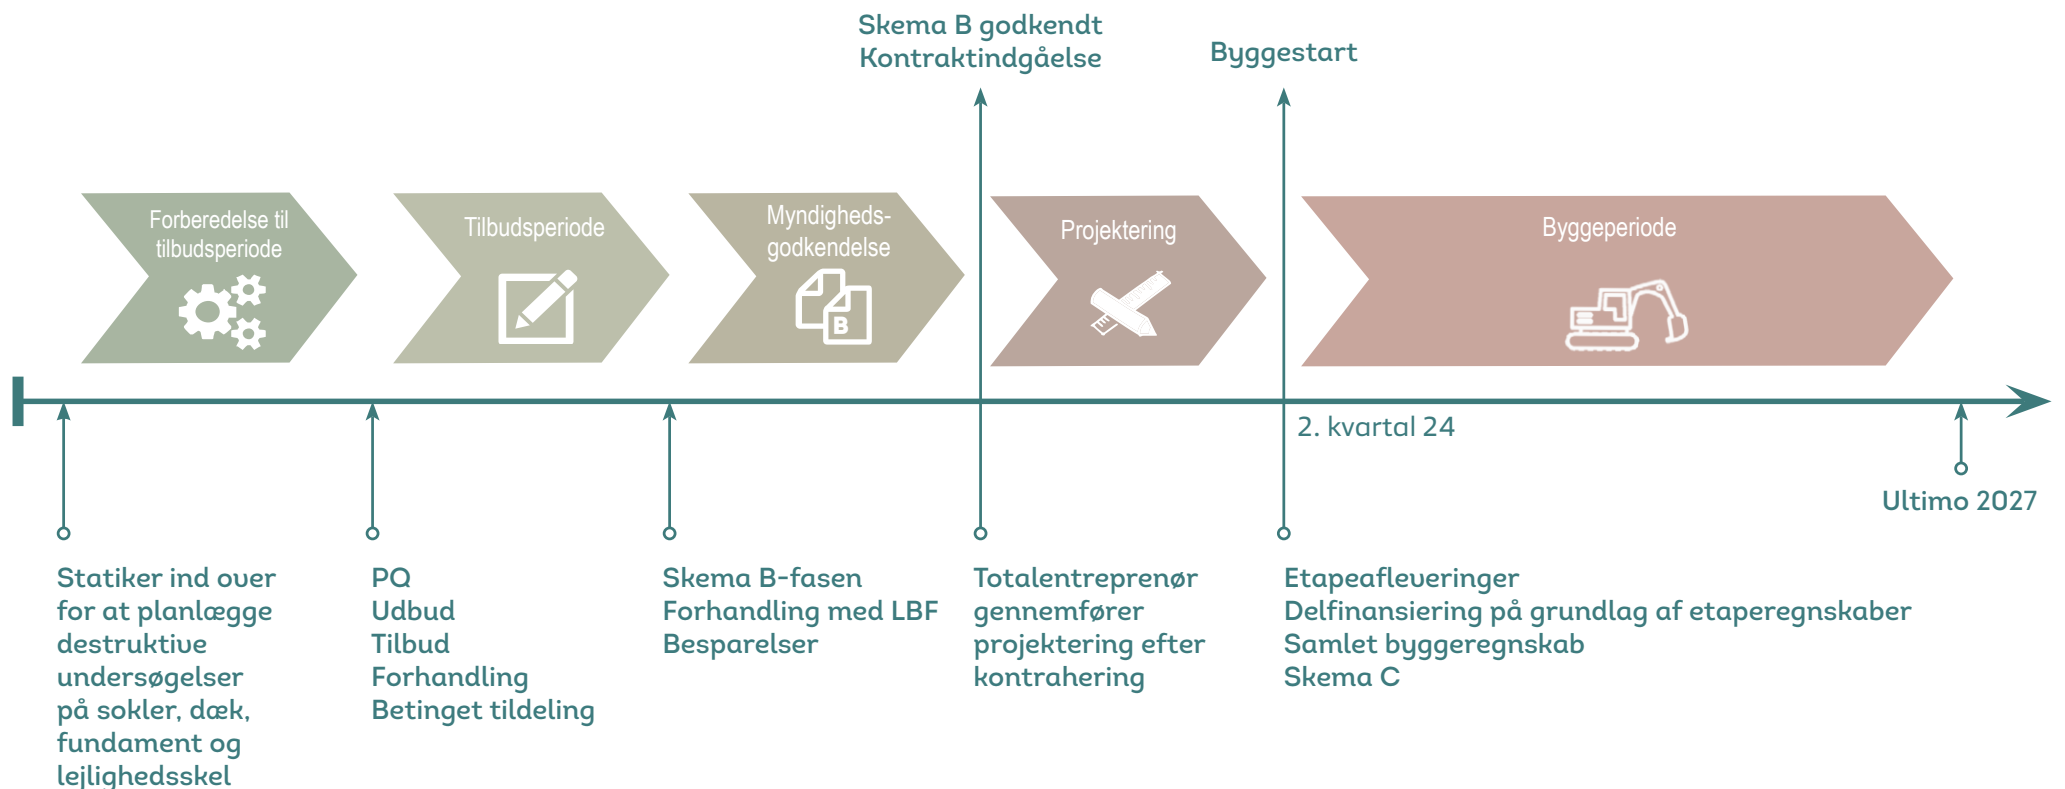 Skema B godkendt
Kontraktindgåelse
Byggestart
Forberedelse til
tilbudsperiode
Tilbudsperiode
Myndigheds-
godkendelse
B
Projektering
Byggeperiode
2. kvartal 24
Ultimo 2027
Statiker ind over
for at planlægge
destruktive
undersøgelser
på sokler, dæk,
fundament og
lejlighedsskel
PQ
Udbud
Tilbud
Forhandling
Betinget tildeling
Skema B-fasen
Forhandling med LBF
Besparelser
Totalentreprenør
gennemfører
projektering efter
kontrahering
Etapeafleveringer
Delfinansiering på grundlag af etaperegnskaber
Samlet byggeregnskab
Skema C